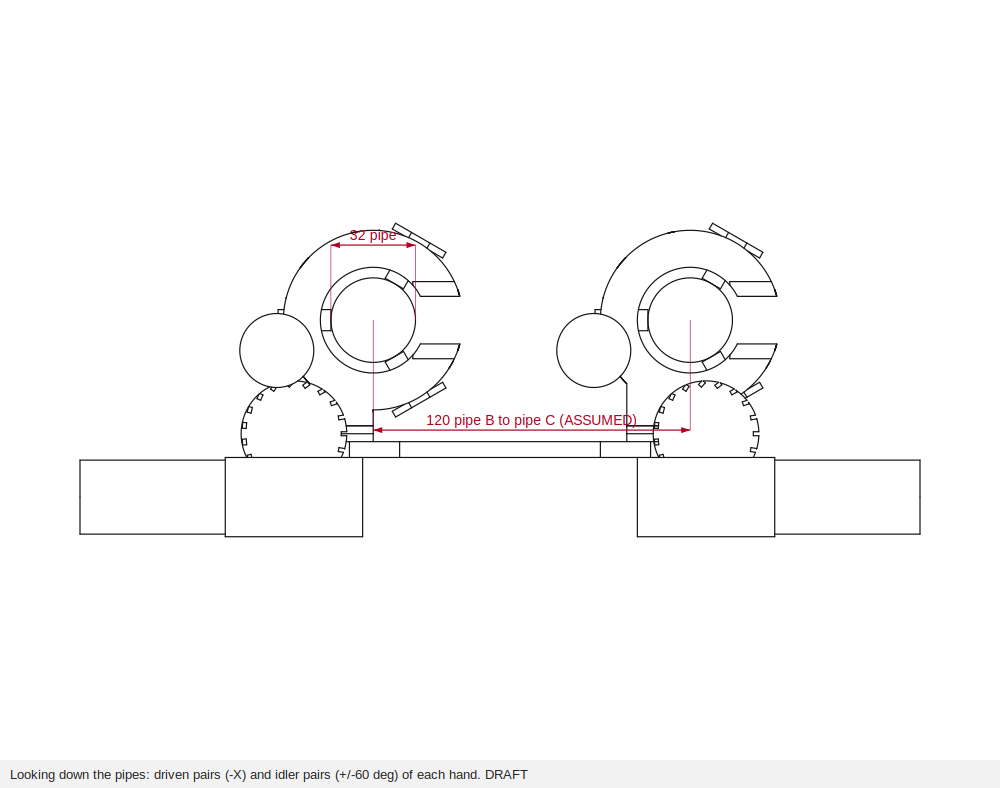 32 pipe
120 pipe B to pipe C (ASSUMED)
Looking down the pipes: driven pairs (-X) and idler pairs (+/-60 deg) of each hand. DRAFT